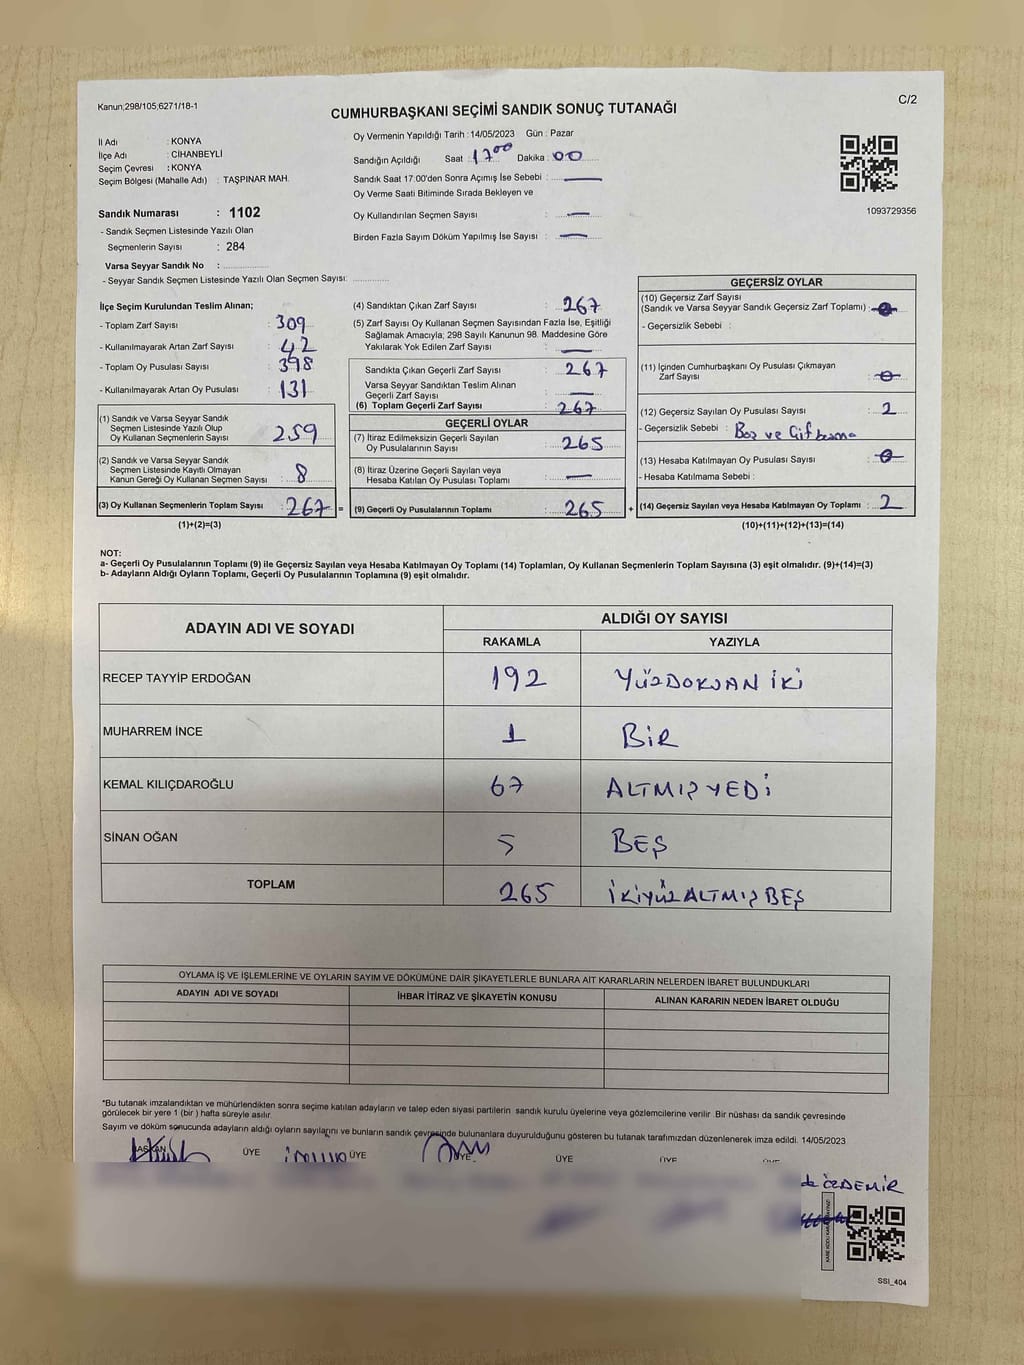 Kanun;298/105;6271/18-1
C/2
CUMHURBAŞKANI SEÇİMİ SANDIK SONUÇ TUTANAĞI
İl Adı : KONYA
İlçe Adı : CİHANBEYLİ
Seçim Çevresi : KONYA
Seçim Bölgesi (Mahalle Adı) : TAŞPINAR MAH.
Sandık Numarası : 1102
- Sandık Seçmen Listesinde Yazılı Olan
Seçmenlerin Sayısı : 284
Varsa Seyyar Sandık No :
- Seyyar Sandık Seçmen Listesinde Yazılı Olan Seçmen Sayısı:
Oy Vermenin Yapıldığı Tarih : 14/05/2023 Gün : Pazar
Sandığın Açıldığı Saat : 17 00 Dakika : 00
Sandık Saat 17:00'den Sonra Açımış İse Sebebi : —
Oy Verme Saati Bitiminde Sırada Bekleyen ve
Oy Kullandırılan Seçmen Sayısı : —
Birden Fazla Sayım Döküm Yapılmış İse Sayısı : —
1093729356
İlçe Seçim Kurulundan Teslim Alınan;
- Toplam Zarf Sayısı : 309
- Kullanılmayarak Artan Zarf Sayısı : 42
- Toplam Oy Pusulası Sayısı : 398
- Kullanılmayarak Artan Oy Pusulası : 131
(1) Sandık ve Varsa Seyyar Sandık
Seçmen Listesinde Yazılı Olup
Oy Kullanan Seçmenlerin Sayısı : 259
(2) Sandık ve Varsa Seyyar Sandık
Seçmen Listesinde Kayıtlı Olmayan
Kanun Gereği Oy Kullanan Seçmen Sayısı : 8
(3) Oy Kullanan Seçmenlerin Toplam Sayısı : 267 =
(1)+(2)=(3)
(4) Sandıktan Çıkan Zarf Sayısı : 267
(5) Zarf Sayısı Oy Kullanan Seçmen Sayısından Fazla İse, Eşitliği
Sağlamak Amacıyla; 298 Sayılı Kanunun 98. Maddesine Göre
Yakılarak Yok Edilen Zarf Sayısı : —
Sandıkta Çıkan Geçerli Zarf Sayısı : 267
Varsa Seyyar Sandıktan Teslim Alınan
Geçerli Zarf Sayısı : —
(6) Toplam Geçerli Zarf Sayısı : 267
GEÇERLİ OYLAR
(7) İtiraz Edilmeksizin Geçerli Sayılan
Oy Pusulalarının Sayısı : 265
(8) İtiraz Üzerine Geçerli Sayılan veya
Hesaba Katılan Oy Pusulası Toplamı : —
(9) Geçerli Oy Pusulalarının Toplamı : 265 +
GEÇERSİZ OYLAR
(10) Geçersiz Zarf Sayısı
(Sandık ve Varsa Seyyar Sandık Geçersiz Zarf Toplamı) : 0
- Geçersizlik Sebebi :
(11) İçinden Cumhurbaşkanı Oy Pusulası Çıkmayan
Zarf Sayısı : 0
(12) Geçersiz Sayılan Oy Pusulası Sayısı : 2
- Geçersizlik Sebebi : Boş ve Çift basma
(13) Hesaba Katılmayan Oy Pusulası Sayısı : 0
- Hesaba Katılmama Sebebi :
(14) Geçersiz Sayılan veya Hesaba Katılmayan Oy Toplamı : 2
(10)+(11)+(12)+(13)=(14)
NOT:
a- Geçerli Oy Pusulalarının Toplamı (9) ile Geçersiz Sayılan veya Hesaba Katılmayan Oy Toplamı (14) Toplamları, Oy Kullanan Seçmenlerin Toplam Sayısına (3) eşit olmalıdır. (9)+(14)=(3)
b- Adayların Aldığı Oyların Toplamı, Geçerli Oy Pusulalarının Toplamına (9) eşit olmalıdır.
ADAYIN ADI VE SOYADI ALDIĞI OY SAYISI
RAKAMLA YAZIYLA
RECEP TAYYİP ERDOĞAN 192 YÜZDOKSAN İKİ
MUHARREM İNCE 1 BİR
KEMAL KILIÇDAROĞLU 67 ALTMIŞYEDİ
SİNAN OĞAN 5 BEŞ
TOPLAM 265 İKİYÜZALTMIŞBEŞ
OYLAMA İŞ VE İŞLEMLERİNE VE OYLARIN SAYIM VE DÖKÜMÜNE DAİR ŞİKAYETLERLE BUNLARA AİT KARARLARIN NELERDEN İBARET BULUNDUKLARI
ADAYIN ADI VE SOYADI İHBAR İTİRAZ VE ŞİKAYETİN KONUSU ALINAN KARARIN NEDEN İBARET OLDUĞU
*Bu tutanak imzalandıktan ve mühürlendikten sonra seçime katılan adayların ve talep eden siyasi partilerin sandık kurulu üyelerine veya gözlemcilerine verilir. Bir nüshası da sandık çevresinde
görülecek bir yere 1 (bir ) hafta süreyle asılır.
Sayım ve döküm sonucunda adayların aldığı oyların sayılarını ve bunların sandık çevresinde bulunanlara duyurulduğunu gösteren bu tutanak tarafımızdan düzenlenerek imza edildi. 14/05/2023
BAŞKAN ÜYE ÜYE ÜYE ÜYE ÜYE
ÖZDEMİR
SSI_404